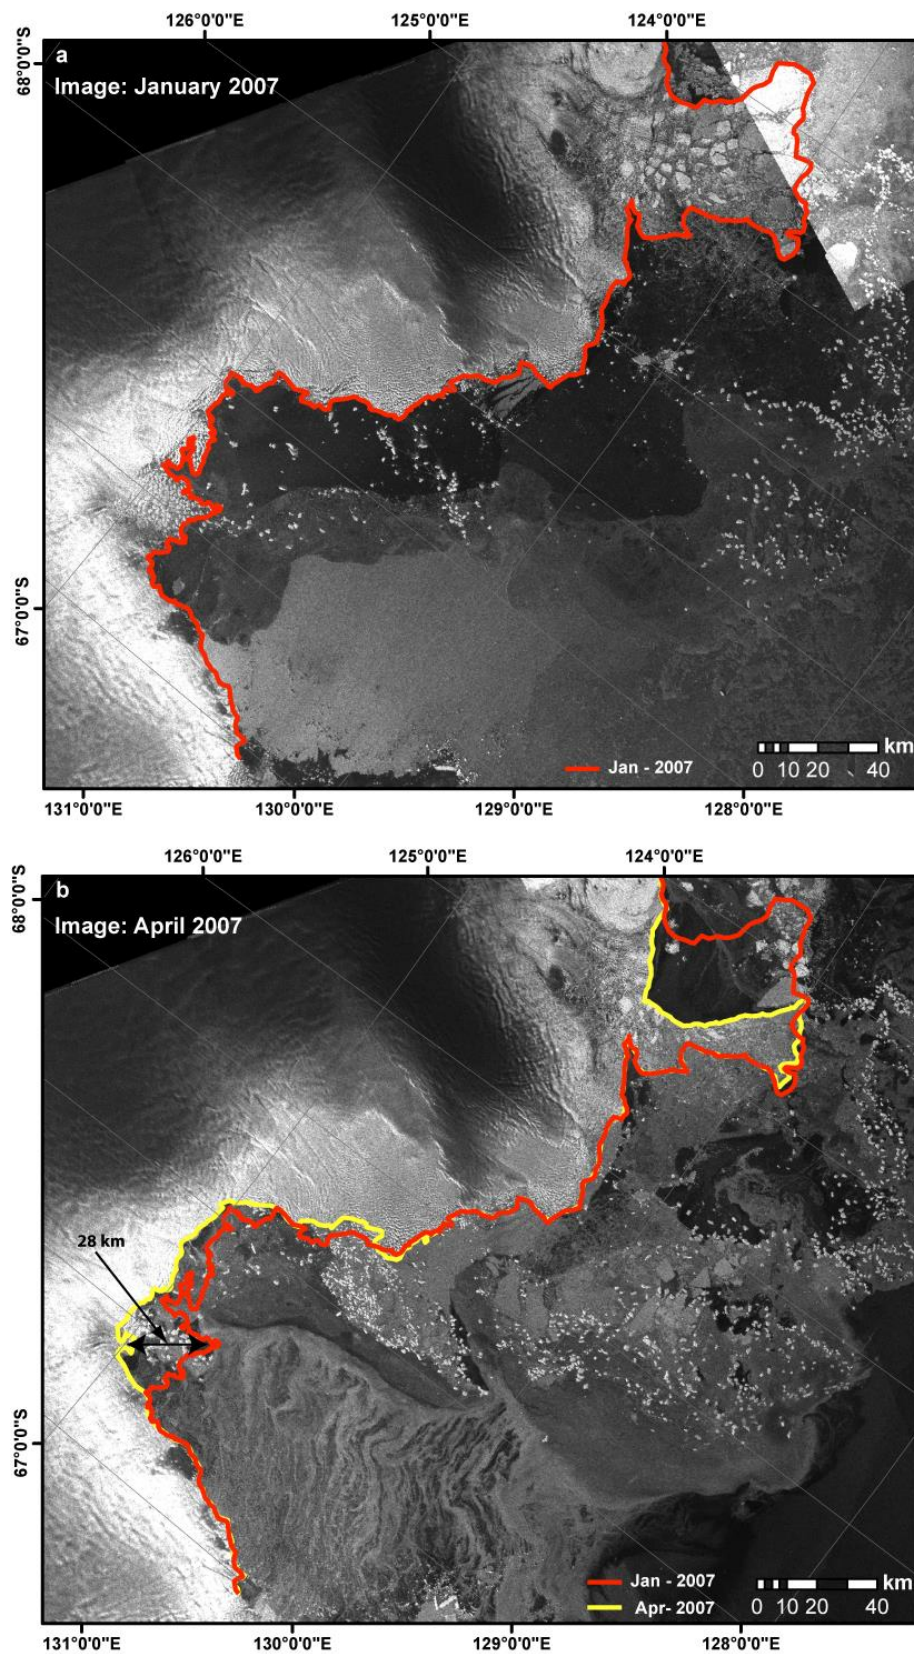 126°0'0"E 125°0'0"E 124°0'0"E
68°0'0"S
a
Image: January 2007
67°0'0"S
Jan - 2007
km
0 10 20 40
131°0'0"E 130°0'0"E 129°0'0"E 128°0'0"E
126°0'0"E 125°0'0"E 124°0'0"E
68°0'0"S
b
Image: April 2007
28 km
67°0'0"S
Jan - 2007
Apr- 2007
km
0 10 20 40
131°0'0"E 130°0'0"E 129°0'0"E 128°0'0"E